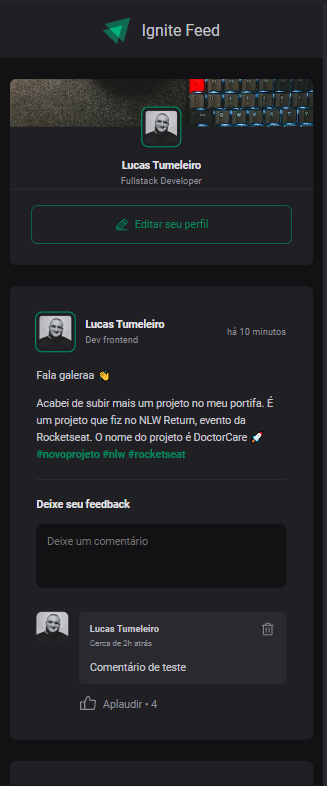 Ignite Feed
Lucas Tumeleiro
Fullstack Developer
Editar seu perfil
Lucas Tumeleiro
Dev frontend
há 10 minutos
Fala galeraa 👋
Acabei de subir mais um projeto no meu portifa. É
um projeto que fiz no NLW Return, evento da
Rocketseat. O nome do projeto é DoctorCare 🚀
#novoprojeto #nlw #rocketseat
Deixe seu feedback
Deixe um comentário
Lucas Tumeleiro
Cerca de 2h atrás
Comentário de teste
Aplaudir • 4